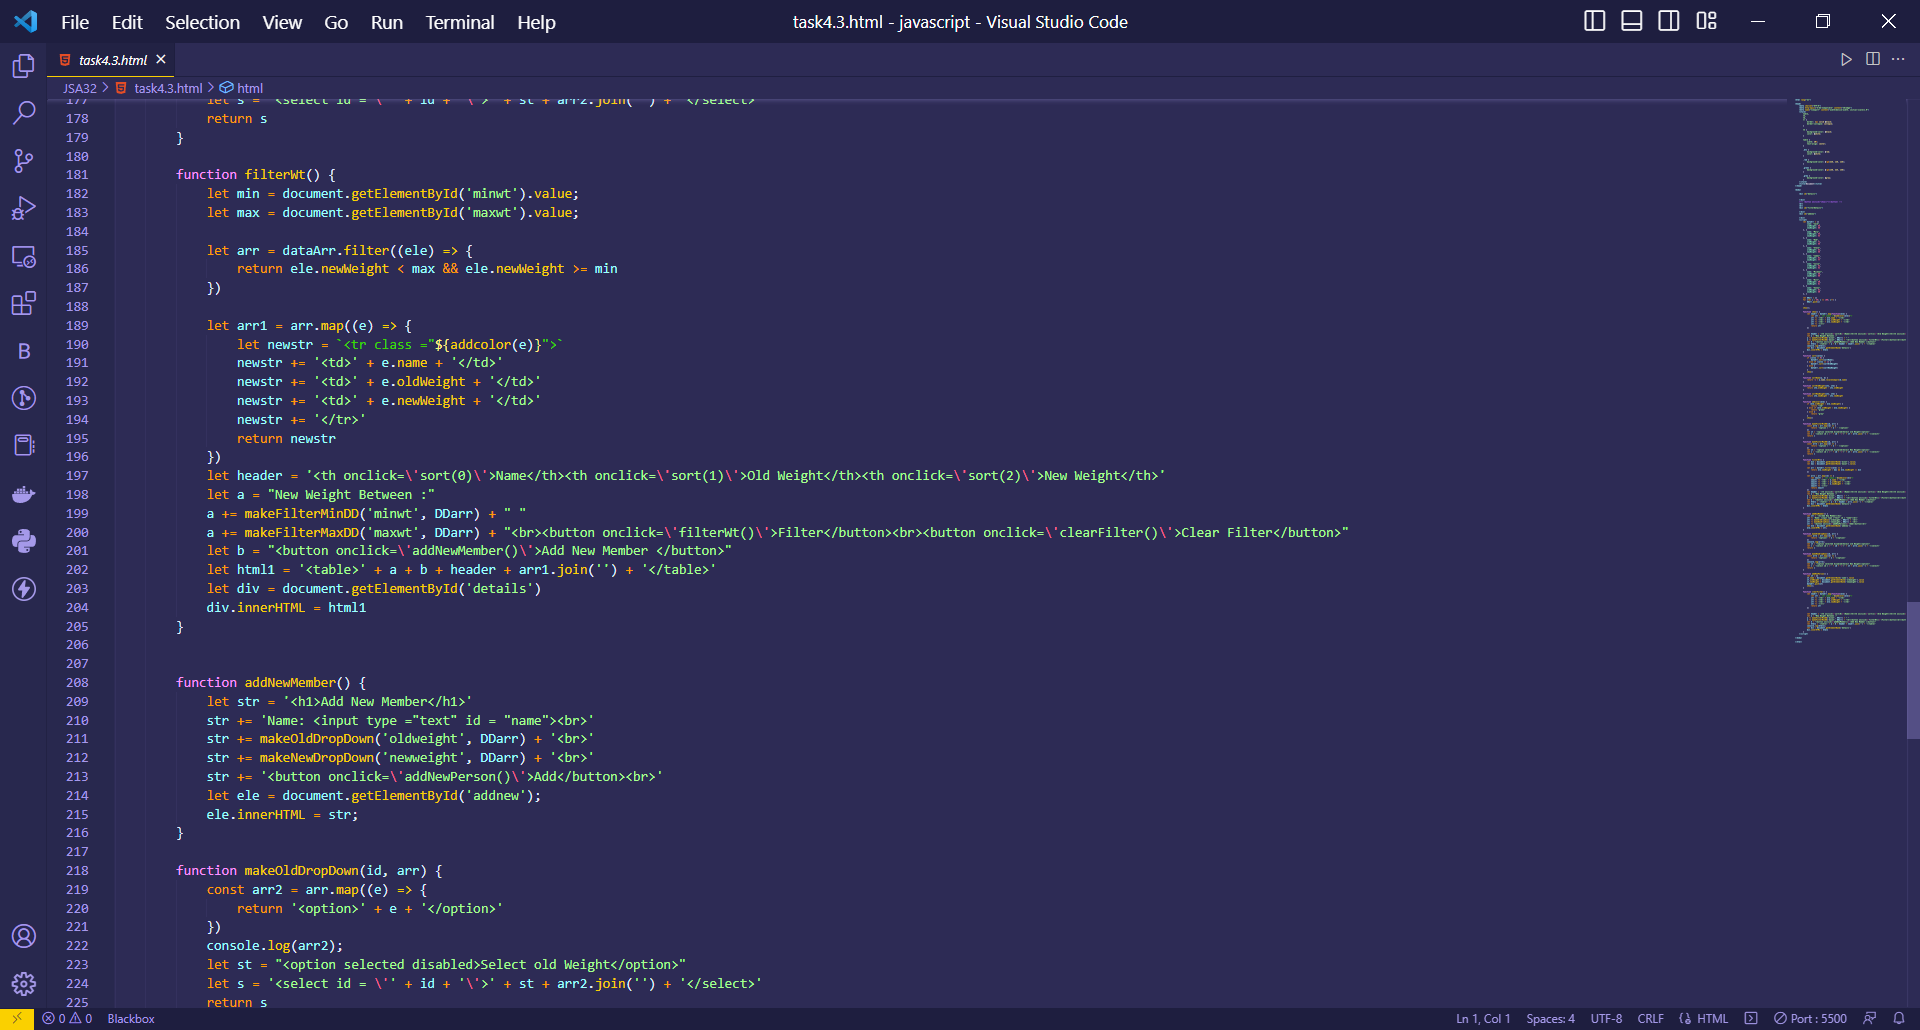 File Edit Selection View Go Run Terminal Help
task4.3.html - javascript - Visual Studio Code
task4.3.html
JSA32 > task4.3.html > html
177 let s = '<select id = \'' + id + '\'>' + st + arr2.join('') + '</select>'
178 return s
179 }
180
181 function filterWt() {
182 let min = document.getElementById('minwt').value;
183 let max = document.getElementById('maxwt').value;
184
185 let arr = dataArr.filter((ele) => {
186 return ele.newWeight < max && ele.newWeight >= min
187 })
188
189 let arr1 = arr.map((e) => {
190 let newstr = `<tr class ="${addcolor(e)}">`
191 newstr += '<td>' + e.name + '</td>'
192 newstr += '<td>' + e.oldWeight + '</td>'
193 newstr += '<td>' + e.newWeight + '</td>'
194 newstr += '</tr>'
195 return newstr
196 })
197 let header = '<th onclick=\'sort(0)\'>Name</th><th onclick=\'sort(1)\'>Old Weight</th><th onclick=\'sort(2)\'>New Weight</th>'
198 let a = "New Weight Between :"
199 a += makeFilterMinDD('minwt', DDarr) + " "
200 a += makeFilterMaxDD('maxwt', DDarr) + "<br><button onclick=\'filterWt()\'>Filter</button><br><button onclick=\'clearFilter()\'>Clear Filter</button>"
201 let b = "<button onclick=\'addNewMember()\'>Add New Member </button>"
202 let html1 = '<table>' + a + b + header + arr1.join('') + '</table>'
203 let div = document.getElementById('details')
204 div.innerHTML = html1
205 }
206
207
208 function addNewMember() {
209 let str = '<h1>Add New Member</h1>'
210 str += 'Name: <input type ="text" id = "name"><br>'
211 str += makeOldDropDown('oldweight', DDarr) + '<br>'
212 str += makeNewDropDown('newweight', DDarr) + '<br>'
213 str += '<button onclick=\'addNewPerson()\'>Add</button><br>'
214 let ele = document.getElementById('addnew');
215 ele.innerHTML = str;
216 }
217
218 function makeOldDropDown(id, arr) {
219 const arr2 = arr.map((e) => {
220 return '<option>' + e + '</option>'
221 })
222 console.log(arr2);
223 let st = "<option selected disabled>Select old Weight</option>"
224 let s = '<select id = \'' + id + '\'>' + st + arr2.join('') + '</select>'
225 return s
0 0 Blackbox Ln 1, Col 1 Spaces: 4 UTF-8 CRLF HTML Port : 5500